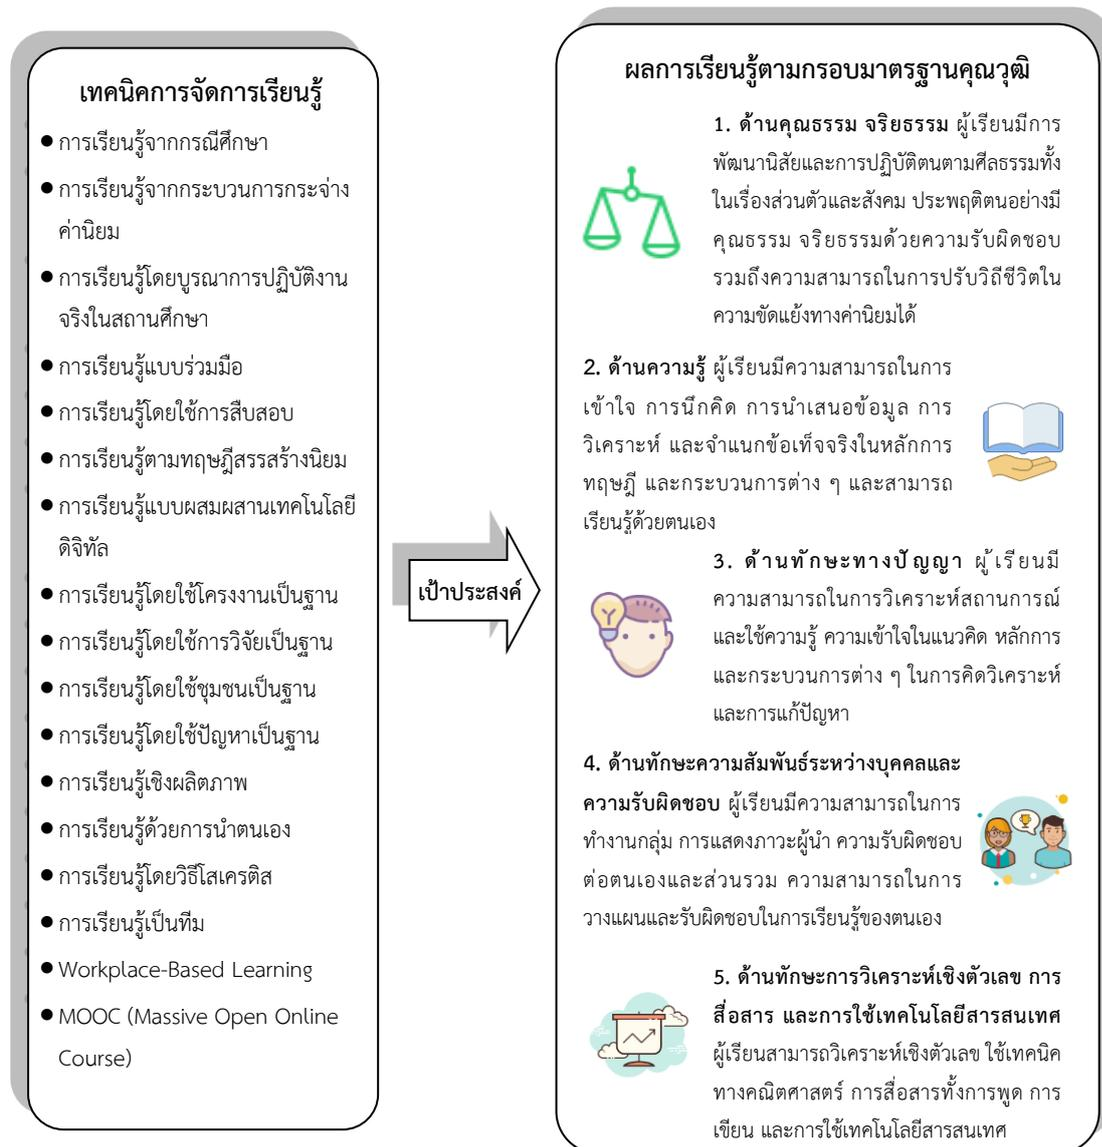 เทคนิคการจัดการเรียนรู้
● การเรียนรู้จากกรณีศึกษา
● การเรียนรู้จากกระบวนการกระจ่าง
ค่านิยม
● การเรียนรู้โดยบูรณาการปฏิบัติงาน
จริงในสถานศึกษา
● การเรียนรู้แบบร่วมมือ
● การเรียนรู้โดยใช้การสืบสอบ
● การเรียนรู้ตามทฤษฎีสรรสร้างนิยม
● การเรียนรู้แบบผสมผสานเทคโนโลยี
ดิจิทัล
● การเรียนรู้โดยใช้โครงงานเป็นฐาน
● การเรียนรู้โดยใช้การวิจัยเป็นฐาน
● การเรียนรู้โดยใช้ชุมชนเป็นฐาน
● การเรียนรู้โดยใช้ปัญหาเป็นฐาน
● การเรียนรู้เชิงผลิตภาพ
● การเรียนรู้ด้วยการนำตนเอง
● การเรียนรู้โดยวิธีโสเครติส
● การเรียนรู้เป็นทีม
● Workplace-Based Learning
● MOOC (Massive Open Online
Course)
เป้าประสงค์
ผลการเรียนรู้ตามกรอบมาตรฐานคุณวุฒิ
1. ด้านคุณธรรม จริยธรรม ผู้เรียนมีการ
พัฒนานิสัยและการปฏิบัติตนตามศีลธรรมทั้ง
ในเรื่องส่วนตัวและสังคม ประพฤติตนอย่างมี
คุณธรรม จริยธรรมด้วยความรับผิดชอบ
รวมถึงความสามารถในการปรับวิถีชีวิตใน
ความขัดแย้งทางค่านิยมได้
2. ด้านความรู้ ผู้เรียนมีความสามารถในการ
เข้าใจ การนึกคิด การนำเสนอข้อมูล การ
วิเคราะห์ และจำแนกข้อเท็จจริงในหลักการ
ทฤษฎี และกระบวนการต่าง ๆ และสามารถ
เรียนรู้ด้วยตนเอง
3. ด้านทักษะทางปัญญา ผู้เรียนมี
ความสามารถในการวิเคราะห์สถานการณ์
และใช้ความรู้ ความเข้าใจในแนวคิด หลักการ
และกระบวนการต่าง ๆ ในการคิดวิเคราะห์
และการแก้ปัญหา
4. ด้านทักษะความสัมพันธ์ระหว่างบุคคลและ
ความรับผิดชอบ ผู้เรียนมีความสามารถในการ
ทำงานกลุ่ม การแสดงภาวะผู้นำ ความรับผิดชอบ
ต่อตนเองและส่วนรวม ความสามารถในการ
วางแผนและรับผิดชอบในการเรียนรู้ของตนเอง
5. ด้านทักษะการวิเคราะห์เชิงตัวเลข การ
สื่อสาร และการใช้เทคโนโลยีสารสนเทศ
ผู้เรียนสามารถวิเคราะห์เชิงตัวเลข ใช้เทคนิค
ทางคณิตศาสตร์ การสื่อสารทั้งการพูด การ
เขียน และการใช้เทคโนโลยีสารสนเทศ